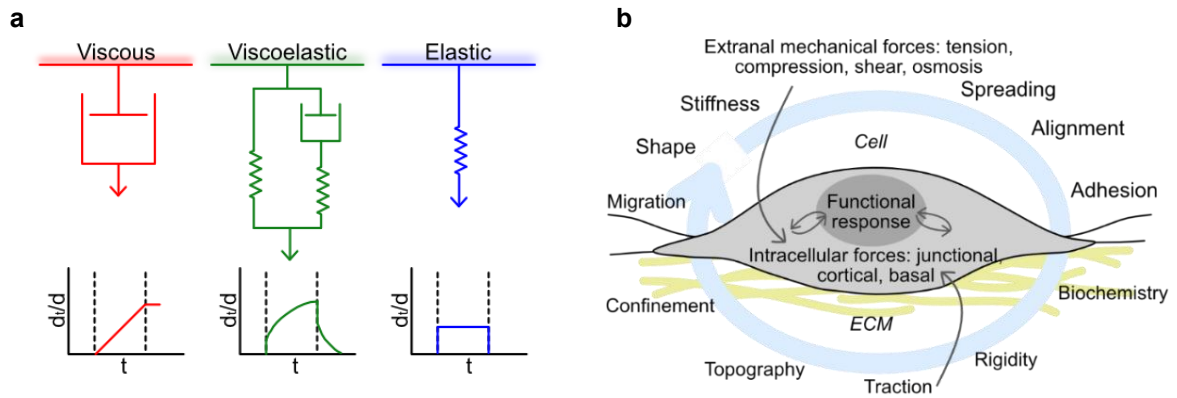 a
Viscous
Viscoelastic
Elastic
dₜ/d
t
dₜ/d
t
dₜ/d
t
b
Extranal mechanical forces: tension,
compression, shear, osmosis
Spreading
Stiffness
Alignment
Shape
Cell
Migration
Adhesion
Functional
response
Intracellular forces: junctional,
cortical, basal
Confinement
Biochemistry
ECM
Topography
Rigidity
Traction